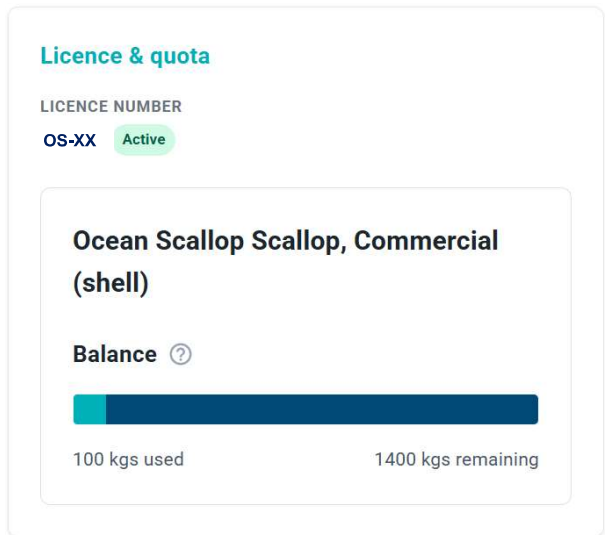 Licence & quota
LICENCE NUMBER
OS-XX Active
Ocean Scallop Scallop, Commercial
(shell)
Balance ?
100 kgs used 1400 kgs remaining